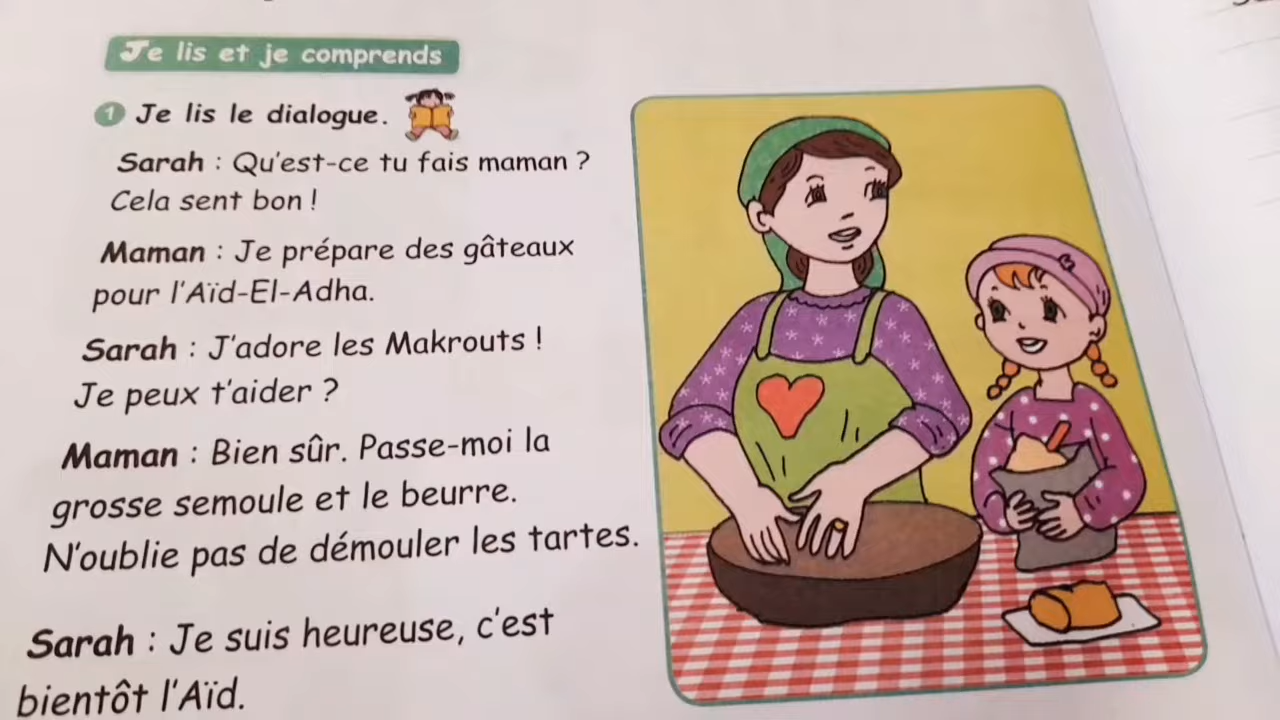 Je lis et je comprends
1 Je lis le dialogue.
Sarah : Qu'est-ce tu fais maman ?
Cela sent bon !
Maman : Je prépare des gâteaux
pour l'Aïd-El-Adha.
Sarah : J'adore les Makrouts !
Je peux t'aider ?
Maman : Bien sûr. Passe-moi la
grosse semoule et le beurre.
N'oublie pas de démouler les tartes.
Sarah : Je suis heureuse, c'est
bientôt l'Aïd.